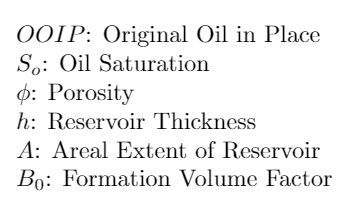 OOIP: Original Oil in Place
Sₒ: Oil Saturation
ϕ: Porosity
h: Reservoir Thickness
A: Areal Extent of Reservoir
B₀: Formation Volume Factor